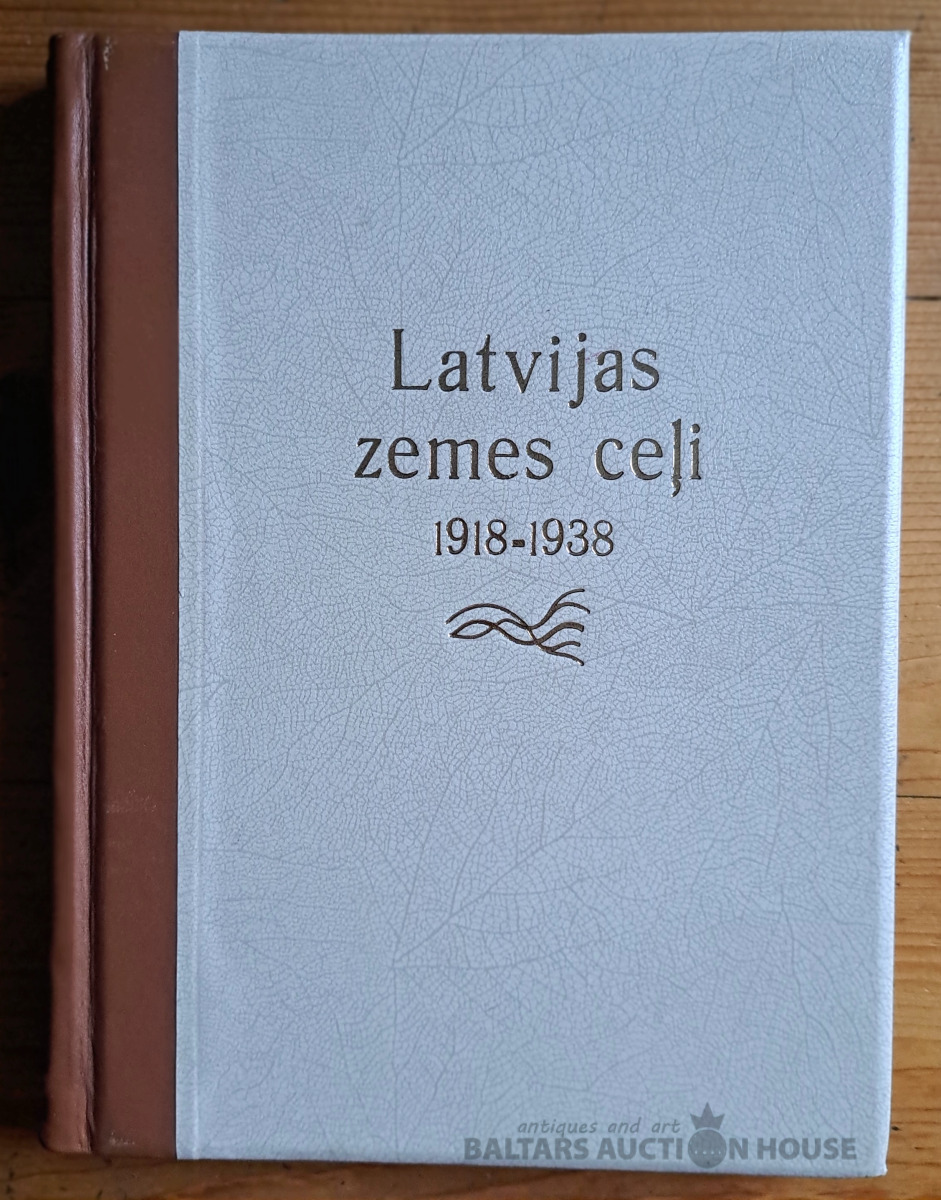 Latvijas
zemes ceļi
1918-1938
antiques and art
BALTARS AUCTION HOUSE